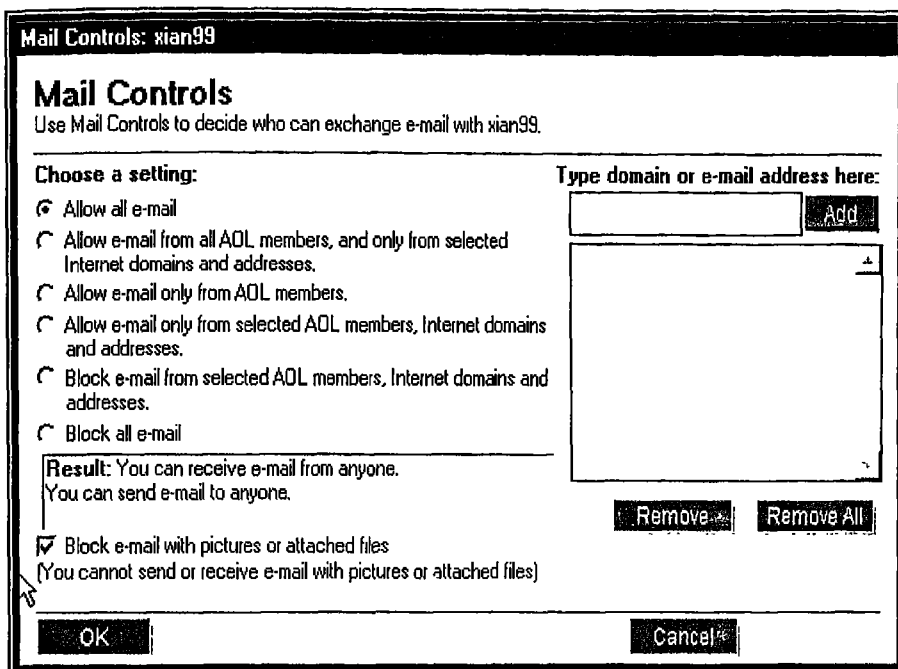 Mail Controls: xian99
Mail Controls
Use Mail Controls to decide who can exchange e-mail with xian99.
Choose a setting:
Allow all e-mail
Allow e-mail from all AOL members, and only from selected
Internet domains and addresses.
Allow e-mail only from AOL members.
Allow e-mail only from selected AOL members, Internet domains
and addresses.
Block e-mail from selected AOL members, Internet domains and
addresses.
Block all e-mail
Result: You can receive e-mail from anyone.
You can send e-mail to anyone.
Block e-mail with pictures or attached files
(You cannot send or receive e-mail with pictures or attached files)
Type domain or e-mail address here:
Add
Remove
Remove All
OK
Cancel